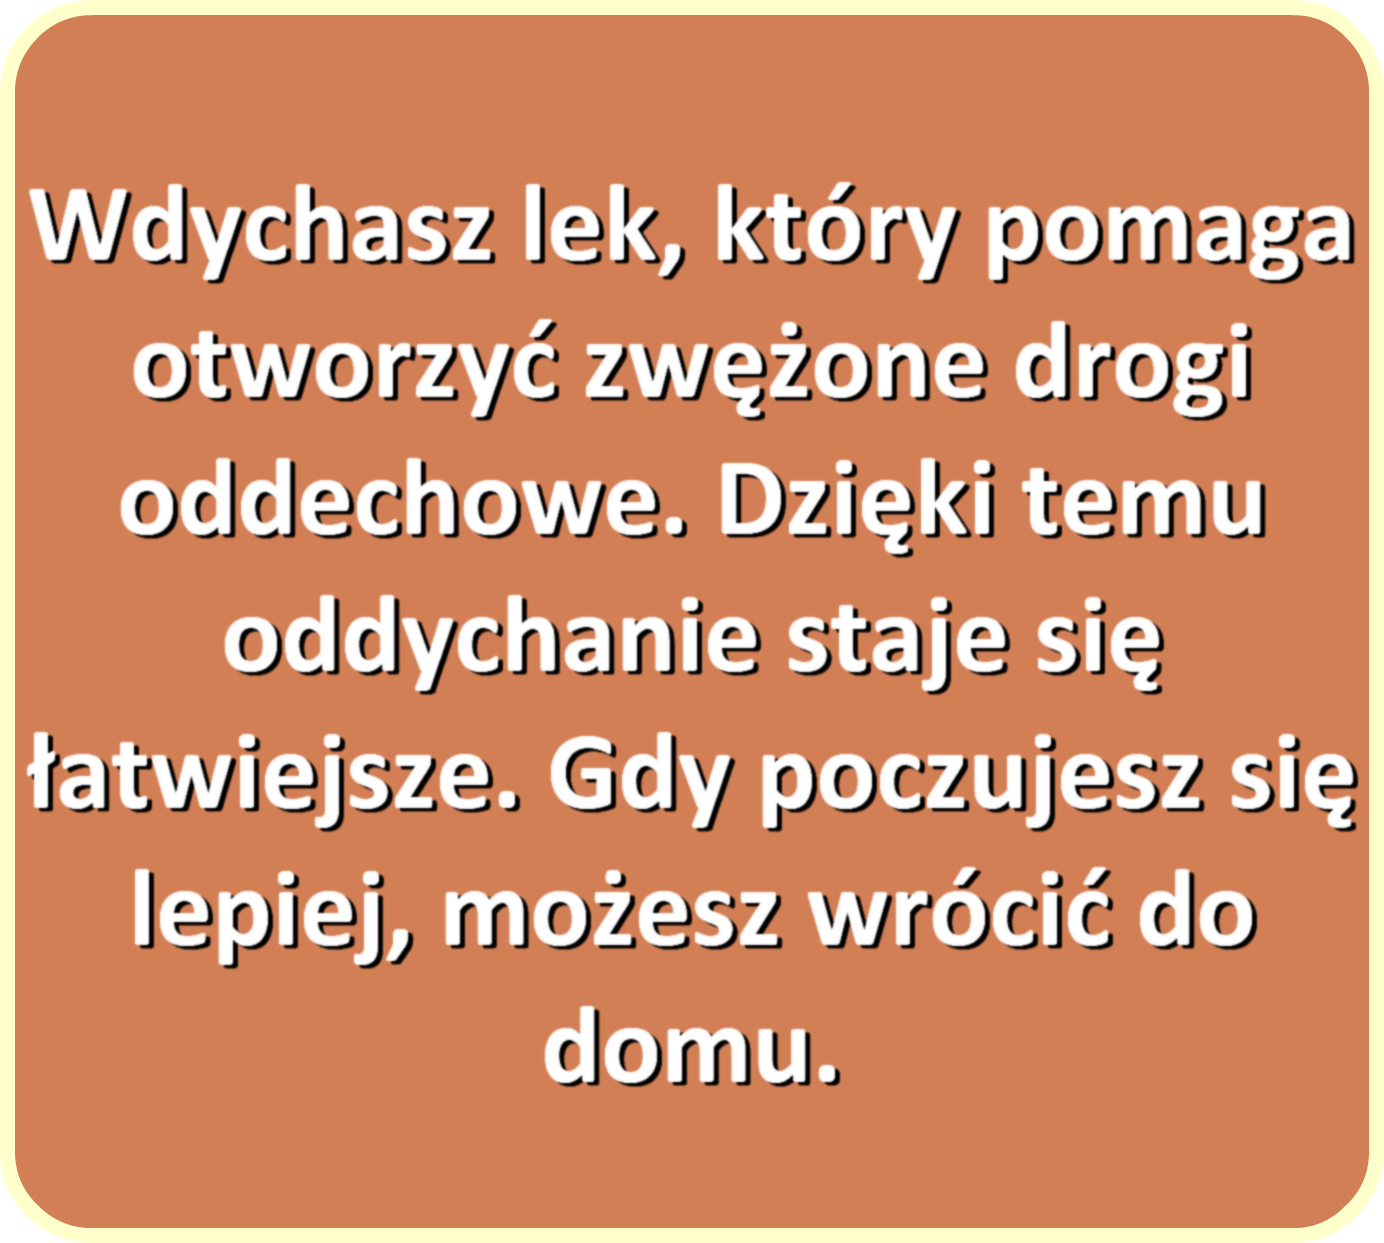 Wdychasz lek, który pomaga
otworzyć zwężone drogi
oddechowe. Dzięki temu
oddychanie staje się
łatwiejsze. Gdy poczujesz się
lepiej, możesz wrócić do
domu.